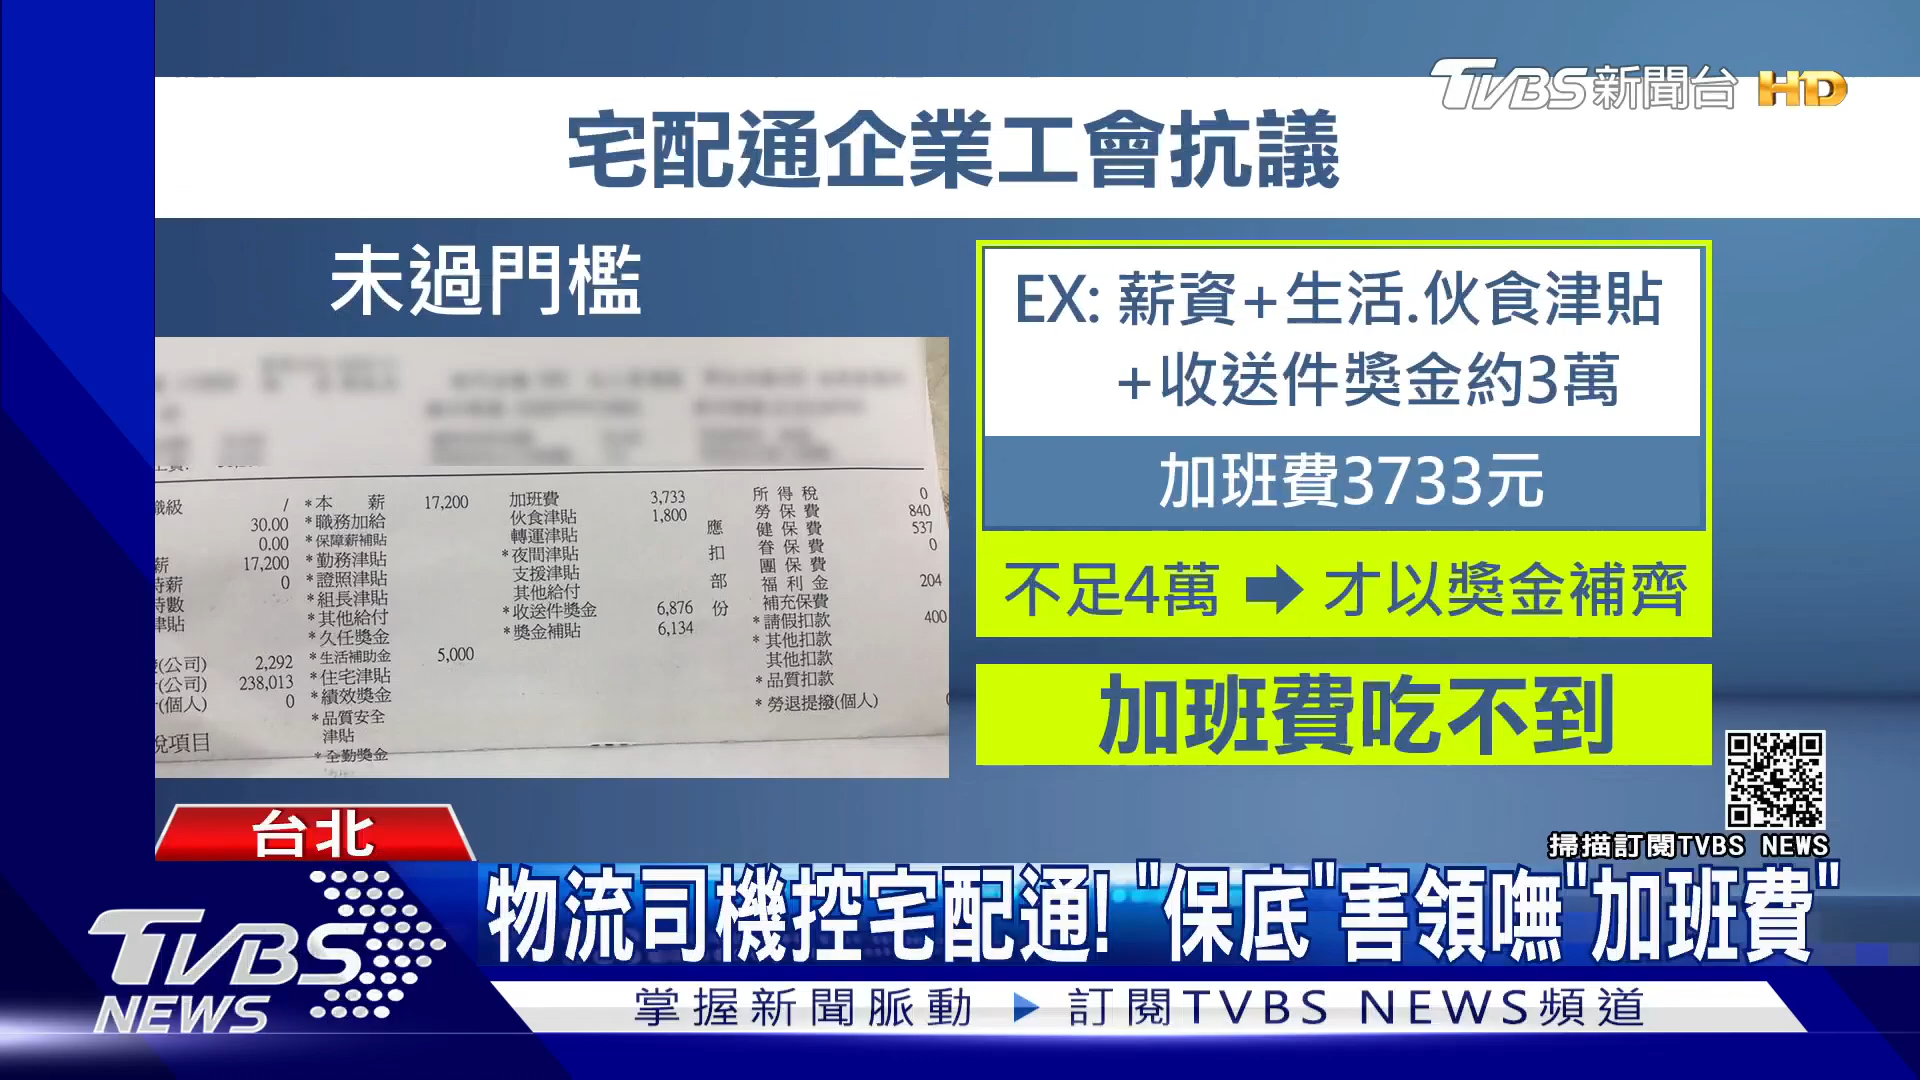 TVBS新聞台 HD
宅配通企業工會抗議
未過門檻
EX: 薪資+生活.伙食津貼
+收送件獎金約3萬
加班費3733元
不足4萬 ➡ 才以獎金補齊
加班費吃不到
職級 /
30.00
0.00
薪 17,200
時薪 0
時數
津貼
(公司) 2,292
(公司) 238,013
(個人) 0
稅項目
*本 薪 17,200
*職務加給
*保障薪補貼
*勤務津貼
*證照津貼
*組長津貼
*其他給付
*久任獎金
*生活補助金 5,000
*住宅津貼
*績效獎金
*品質安全
津貼
*全勤獎金
加班費 3,733
伙食津貼 1,800
轉運津貼
*夜間津貼
支援津貼
其他給付
*收送件獎金 6,876
*獎金補貼 6,134
應
扣
部
份
所得稅 0
勞保費 840
健保費 537
眷保費 0
團保費
福利金 204
補充保費
*請假扣款 400
*其他扣款
其他扣款
*品質扣款
*勞退提撥(個人)
掃描訂閱TVBS NEWS
台北
物流司機控宅配通! "保底"害領嘸"加班費"
TVBS
NEWS
掌握新聞脈動 ▶ 訂閱TVBS NEWS頻道